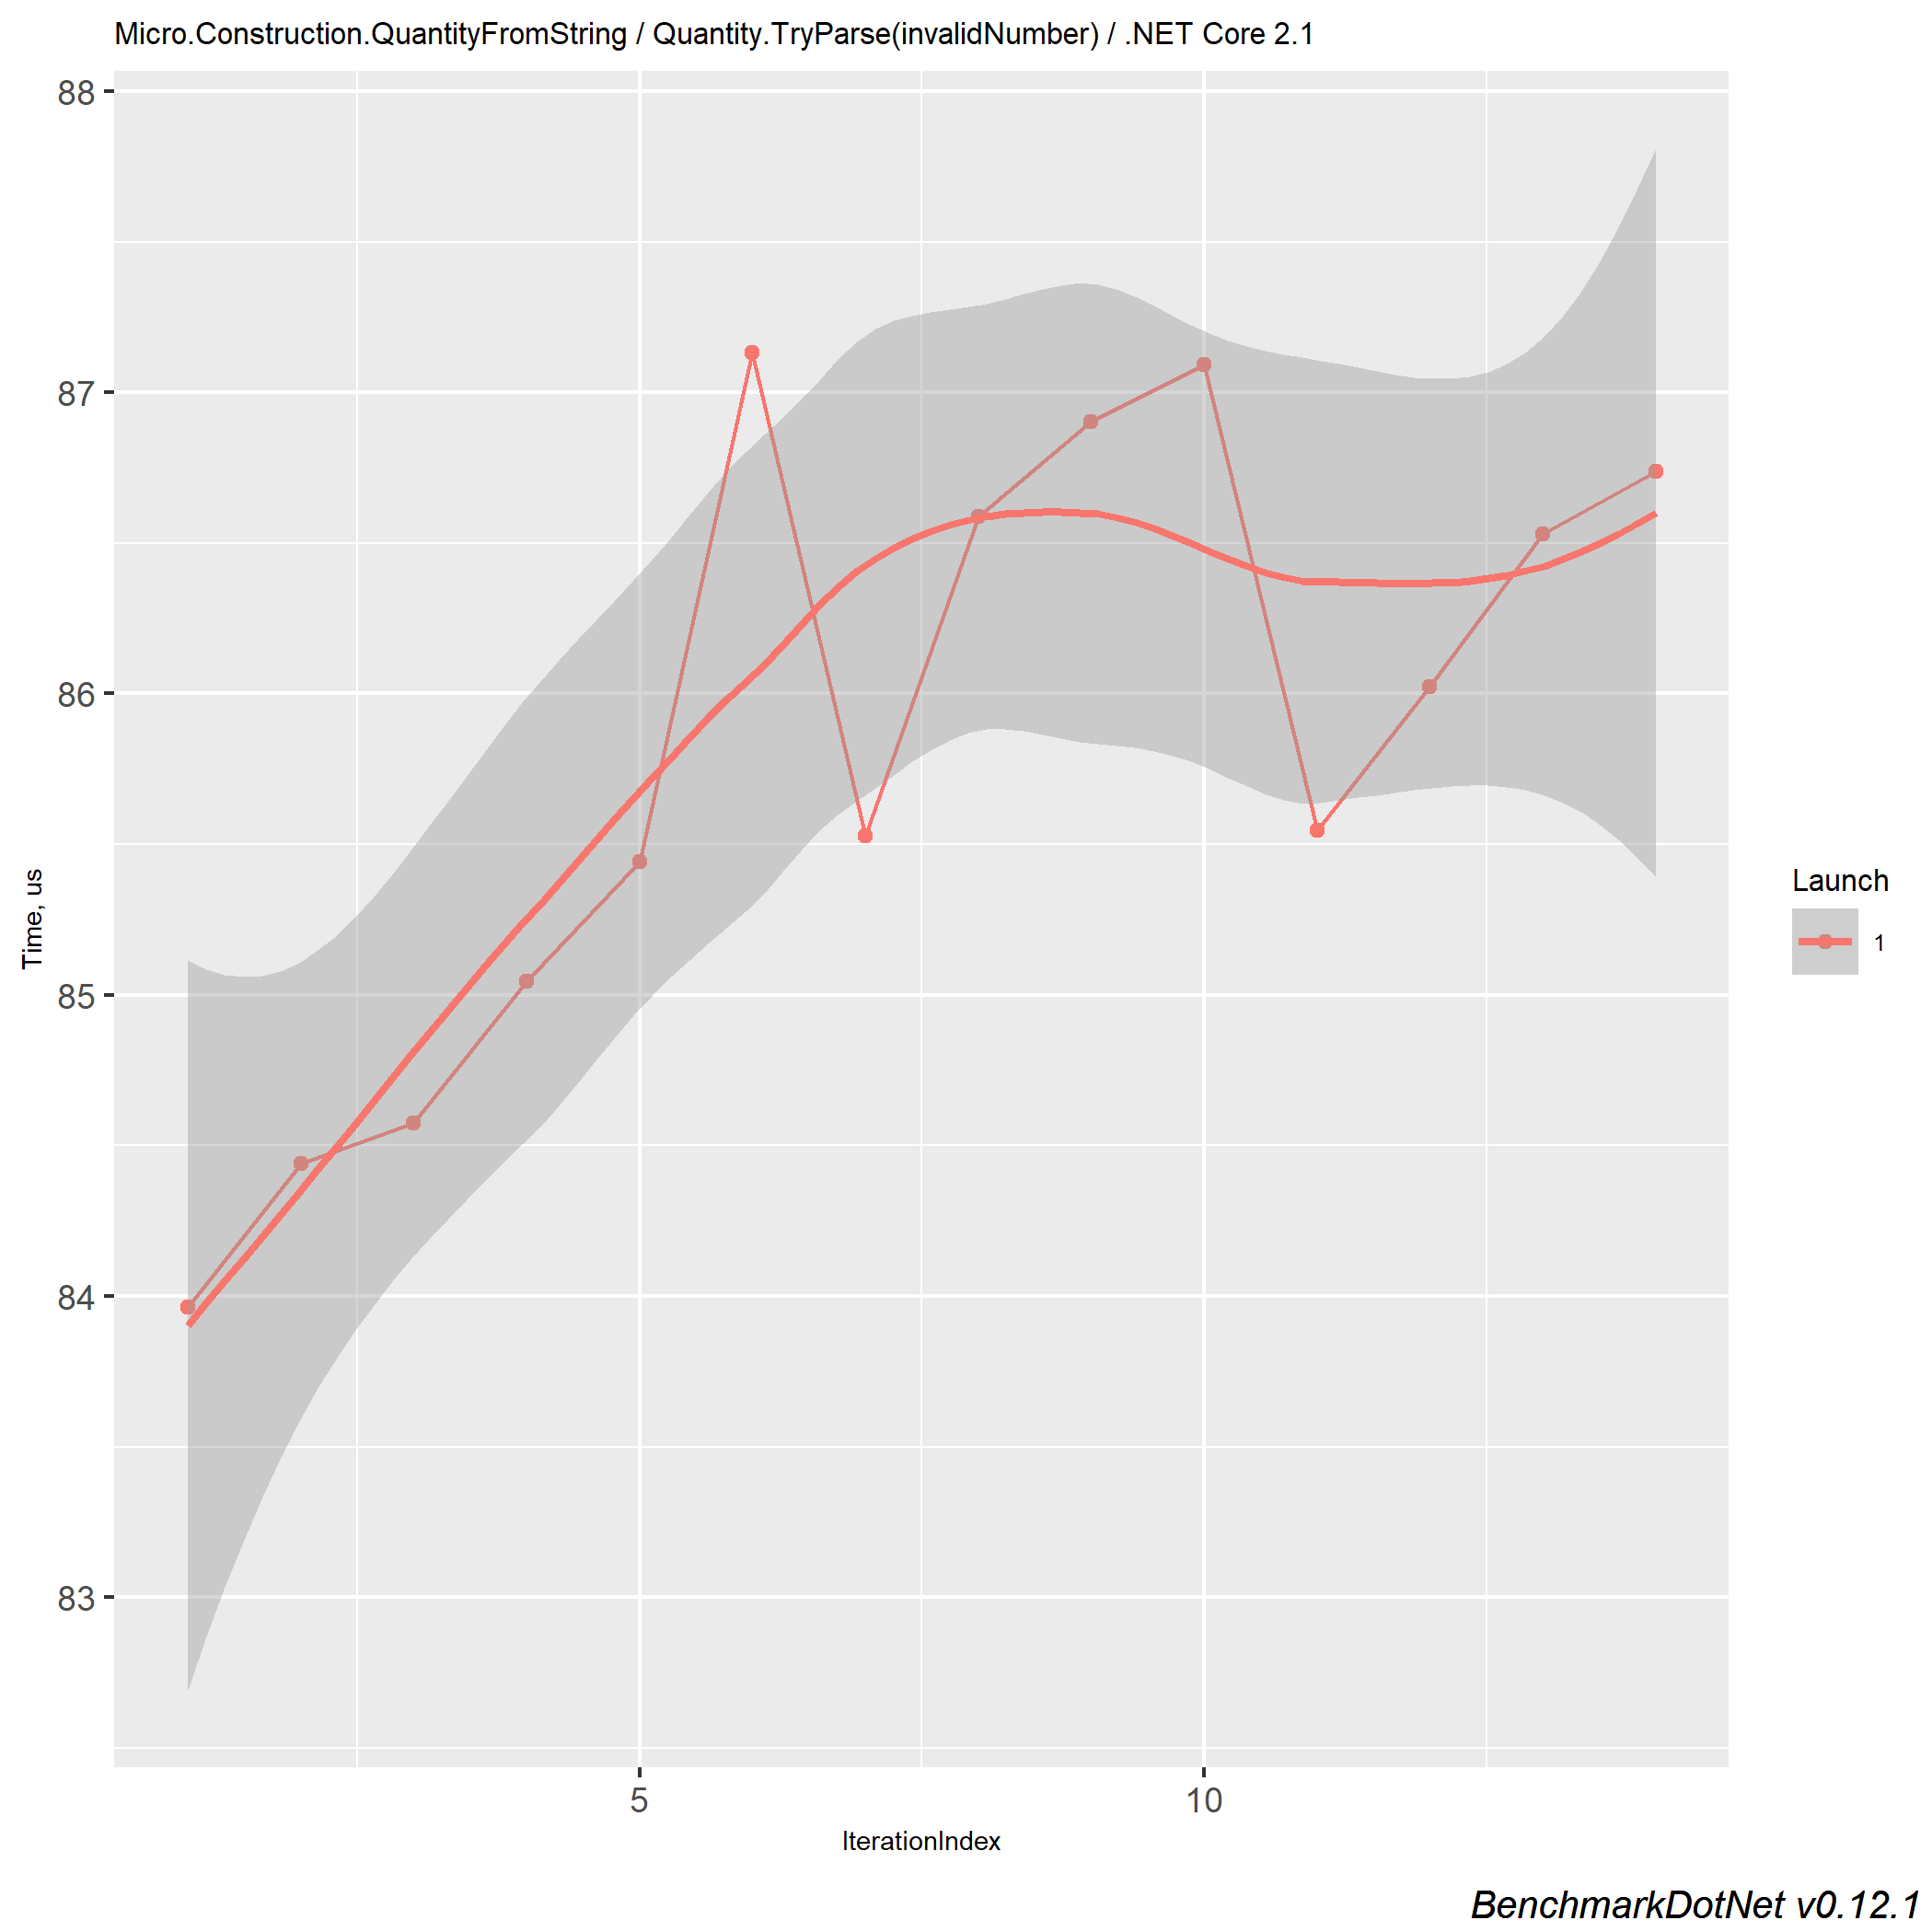 Micro.Construction.QuantityFromString / Quantity.TryParse(invalidNumber) / .NET Core 2.1
88
87
86
85
84
83
Time, us
5
10
IterationIndex
Launch
1
BenchmarkDotNet v0.12.1